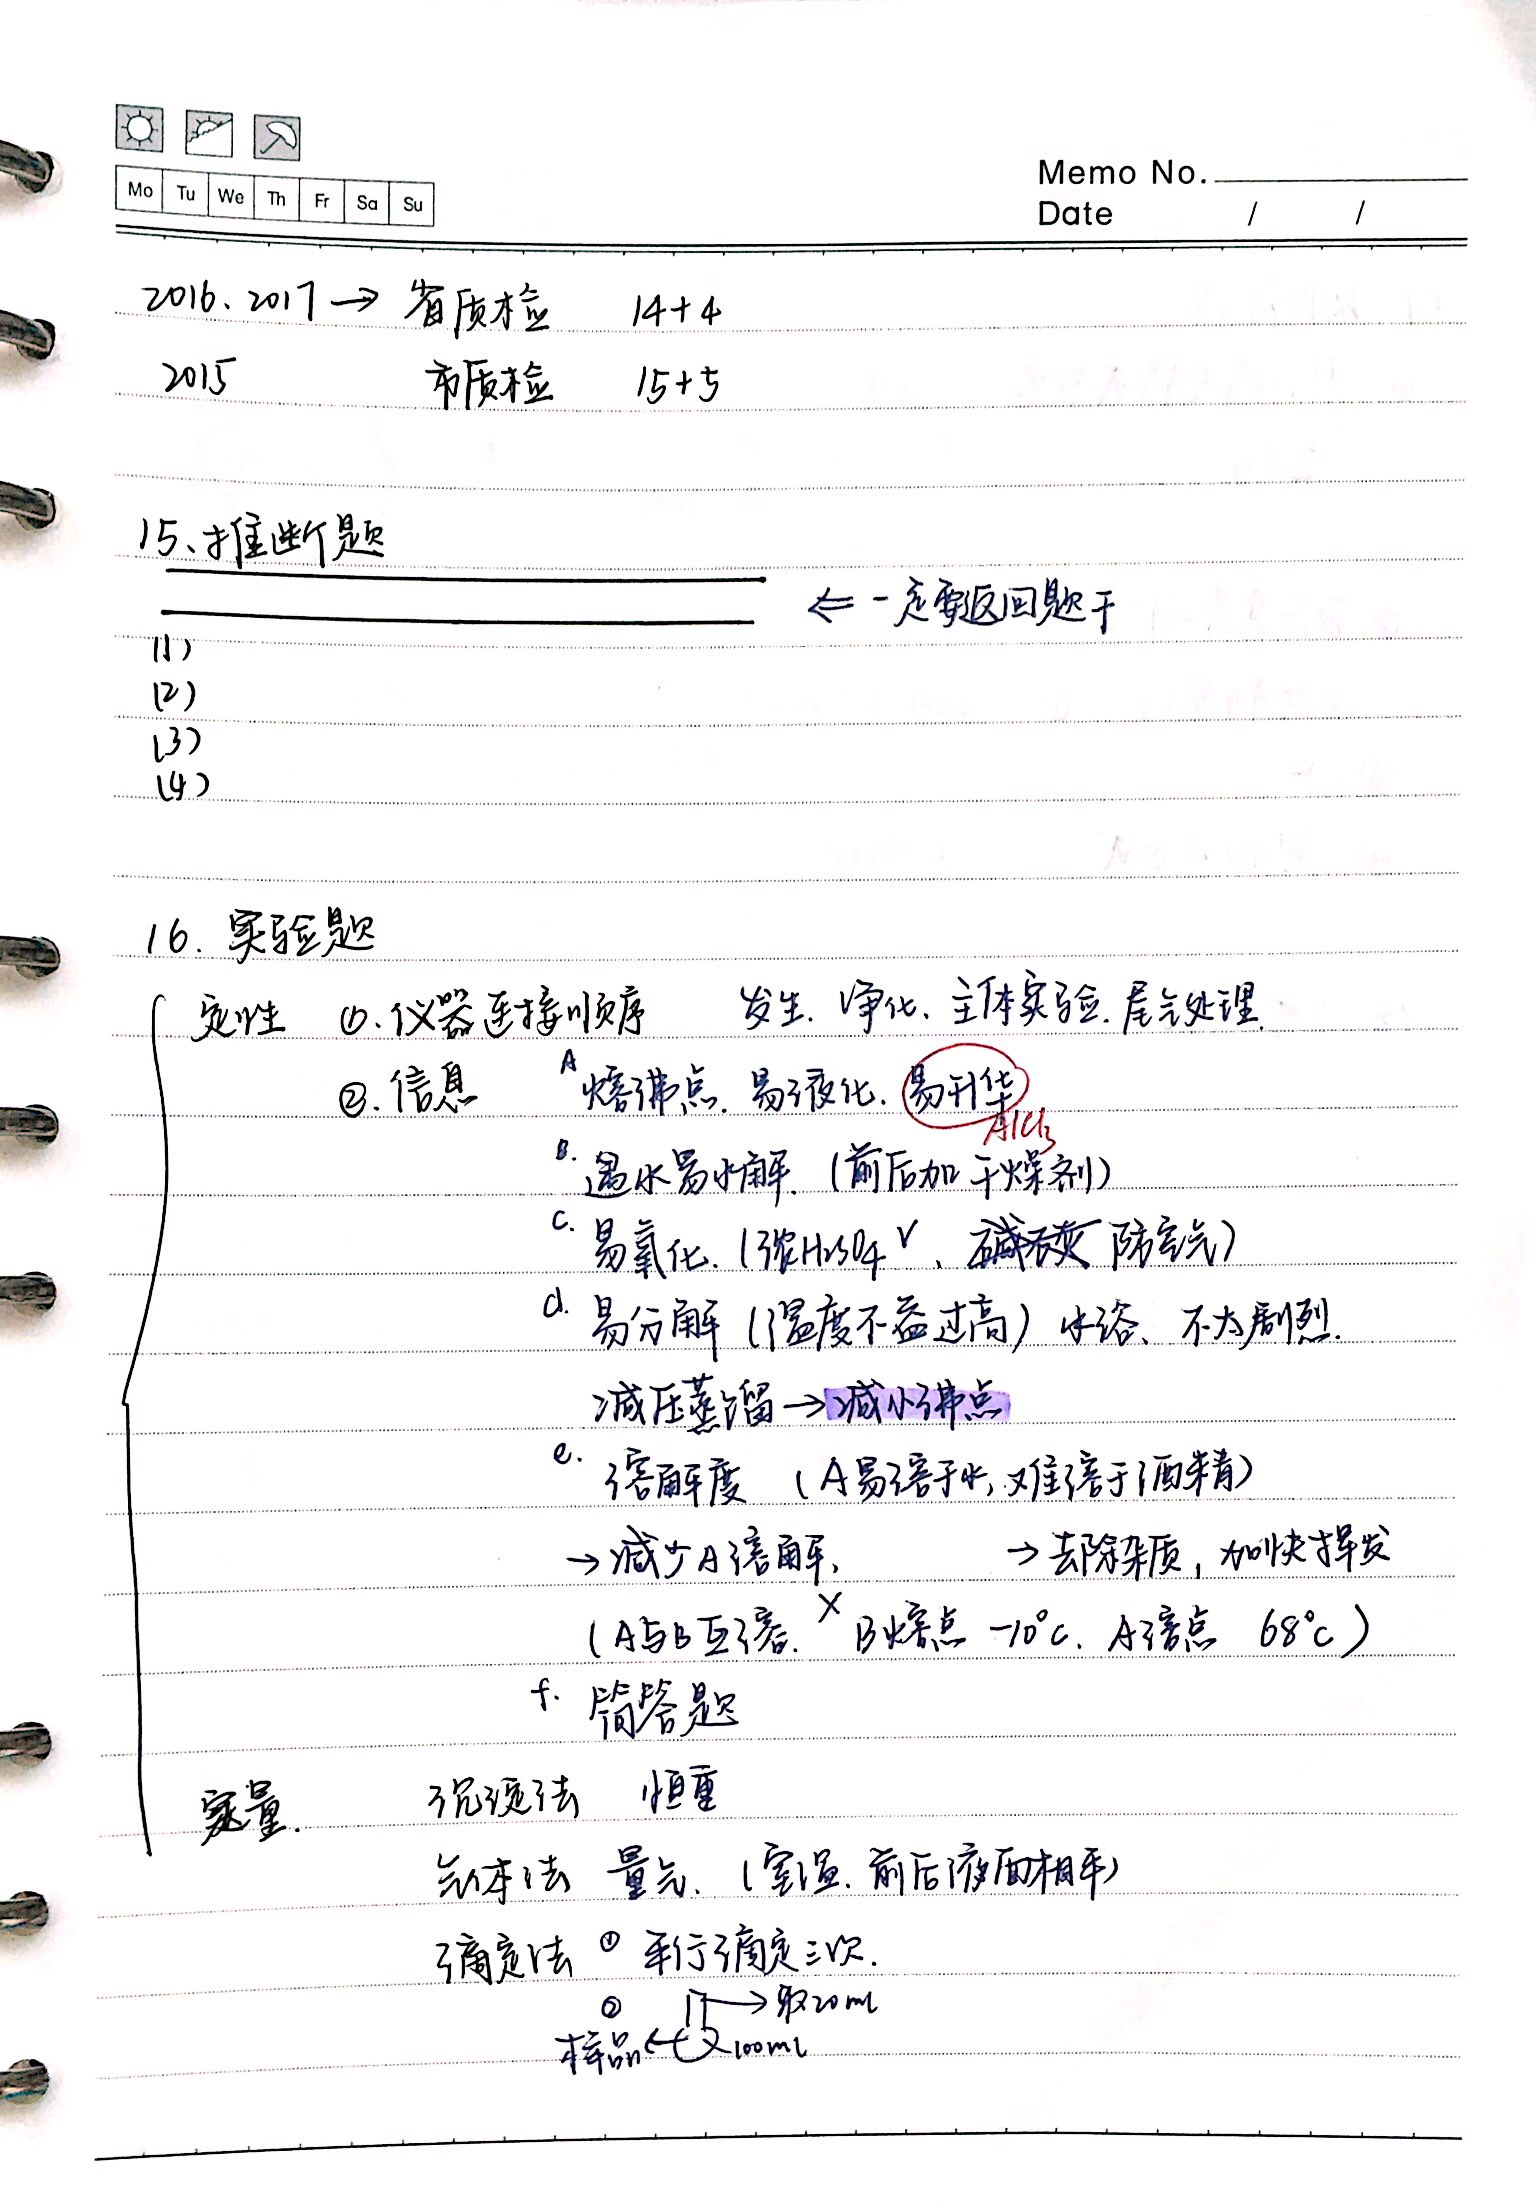 Mo Tu We Th Fr Sa Su
Memo No.
Date / /
2016、2017→ 省质检 14+4
2015 市质检 15+5
15、推断题
⇐ 一定要返回题干
(1)
(2)
(3)
(4)
16. 实验题
定性 ①. 仪器连接顺序 发生、净化、主体实验、尾气处理.
②. 信息 A 熔沸点. 易液化. 易升华
AlCl3
B. 遇水易水解. (前后加干燥剂)
C. 易氧化. (浓H2SO4 √、 防空气)
d. 易分解 (温度不益过高) 水浴、不太剧烈.
减压蒸馏→减小沸点
e. 溶解度 (A易溶于水, 难溶于酒精)
→减少A溶解, →去除杂质, 加快挥发
(A与B互溶. × B熔点 -10°C. A溶点 68°C)
f. 简答题
定量. 沉淀法 恒重
气体法 量气. (室温. 前后液面相平)
滴定法 ① 平行滴定三次.
② →取20ml
样品← 100ml